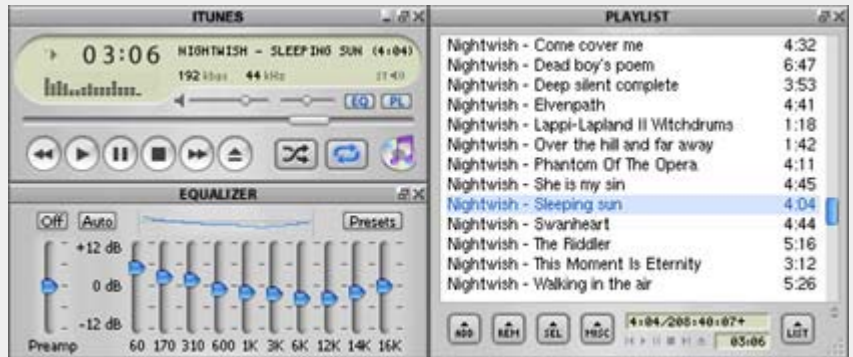 ITUNES
03:06
NIGHTWISH - SLEEPING SUN (4:04)
192 kbps 44 kHz
EQ PL
EQUALIZER
Off Auto Presets
+12 dB
0 dB
-12 dB
Preamp 60 170 310 600 1K 3K 6K 12K 14K 16K
PLAYLIST
Nightwish - Come cover me 4:32
Nightwish - Dead boy's poem 6:47
Nightwish - Deep silent complete 3:53
Nightwish - Elvenpath 4:41
Nightwish - Lappi-Lapland II Witchdrums 1:18
Nightwish - Over the hill and far away 1:42
Nightwish - Phantom Of The Opera 4:11
Nightwish - She is my sin 4:45
Nightwish - Sleeping sun 4:04
Nightwish - Swanheart 4:44
Nightwish - The Riddler 5:16
Nightwish - This Moment Is Eternity 3:12
Nightwish - Walking in the air 5:26
ADD REM SEL MISC 4:04/208:40:07+ LIST
03:06